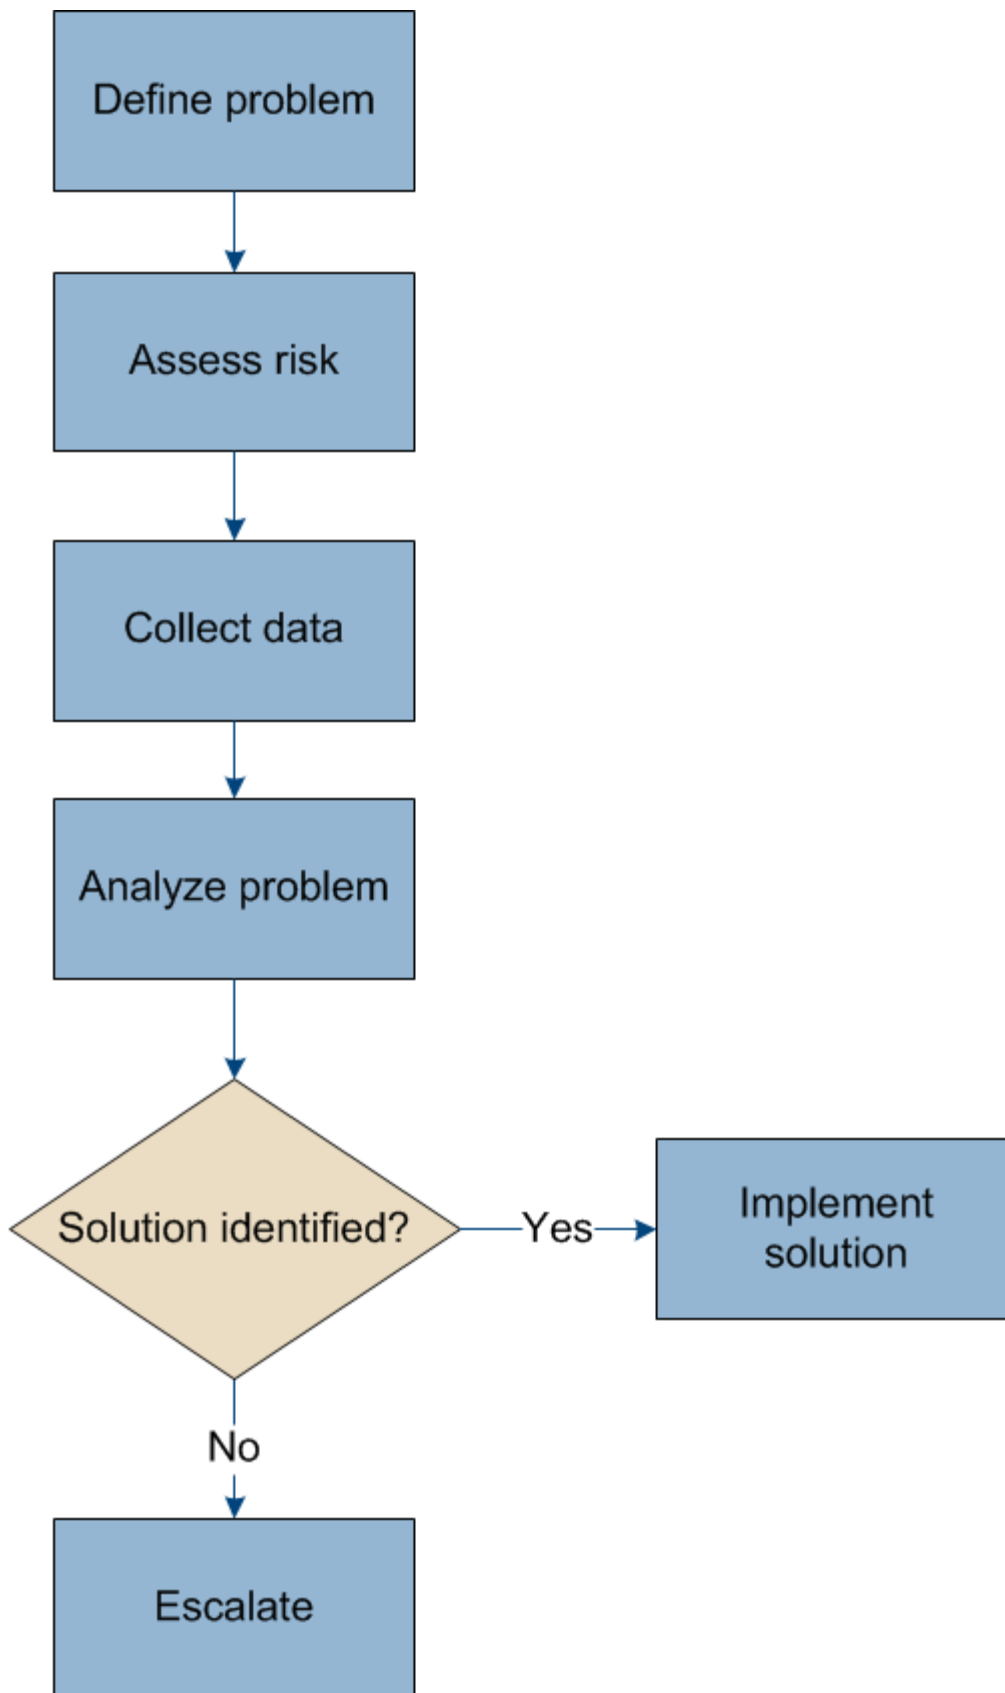 Define problem
Assess risk
Collect data
Analyze problem
Solution identified?
Yes
Implement
solution
No
Escalate